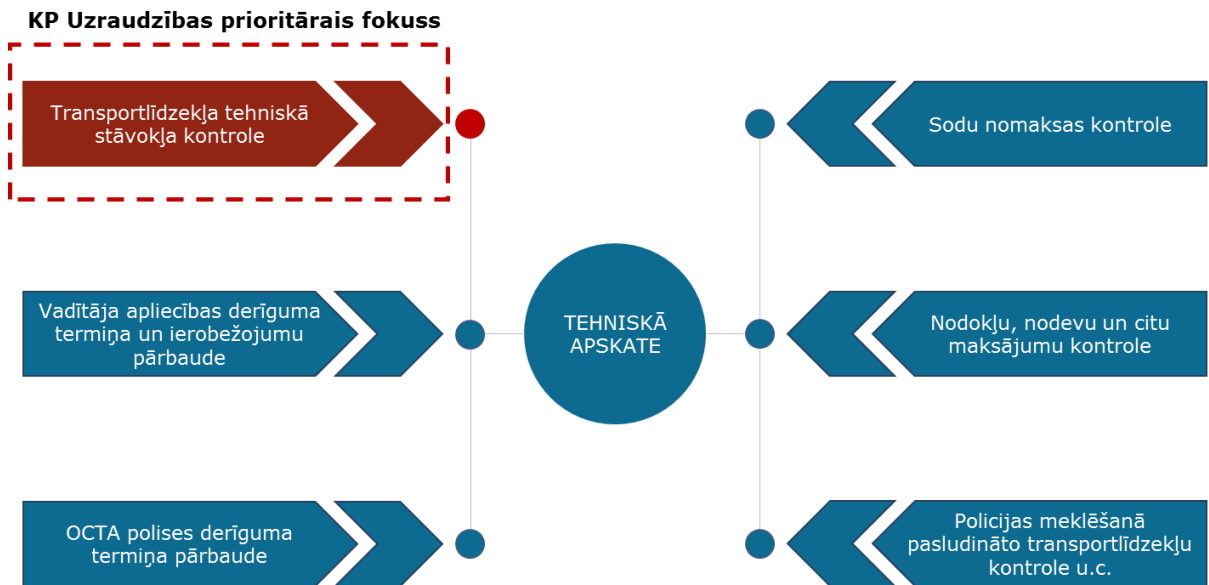 KP Uzraudzības prioritārais fokuss
Transportlīdzekļa tehniskā
stāvokļa kontrole
Sodu nomaksas kontrole
Vadītāja apliecības derīguma
termiņa un ierobežojumu
pārbaude
TEHNISKĀ
APSKATE
Nodokļu, nodevu un citu
maksājumu kontrole
OCTA polises derīguma
termiņa pārbaude
Policijas meklēšanā
pasludināto transportlīdzekļu
kontrole u.c.